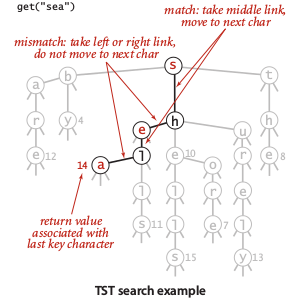 get("sea")
match: take middle link,
move to next char
mismatch: take left or right link,
do not move to next char
s
b
t
a
r
y 4
e
h
u
h
e 12
14 a
l
e 10
o
r
e 8
l
l
r
e
return value
associated with
last key character
s 11
l
e 7
l
s 15
y 13
TST search example